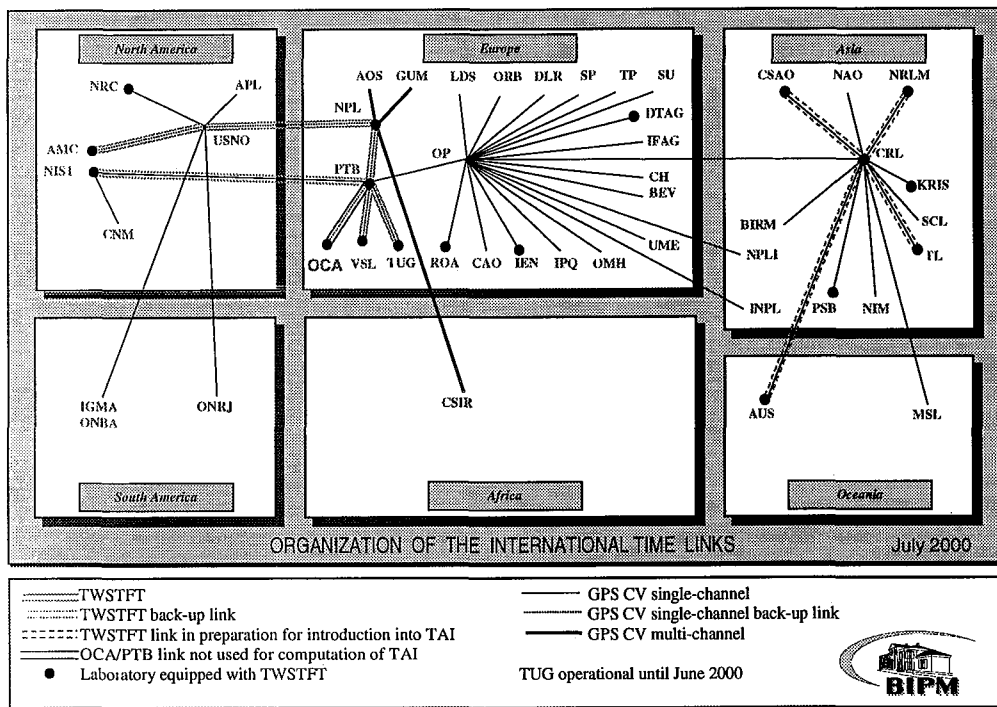 North America
Europe
Asia
NRC
APL
USNO
AMC
NIST
CNM
AOS GUM LDS ORB DLR SP TP SU
NPL
DTAG
OP
IFAG
PTB
CH
BEV
UME
NPLI
INPL
OCA VSL TUG ROA CAO IEN IPQ OMH
CSAO NAO NRLM
CRL
KRIS
SCL
BIRM
TL
PSB NIM
IGMA
ONBA
ONRJ
CSIR
AUS
MSL
South America
Africa
Oceania
ORGANIZATION OF THE INTERNATIONAL TIME LINKS July 2000
TWSTFT
TWSTFT back-up link
TWSTFT link in preparation for introduction into TAI
OCA/PTB link not used for computation of TAI
Laboratory equipped with TWSTFT
GPS CV single-channel
GPS CV single-channel back-up link
GPS CV multi-channel
TUG operational until June 2000
BIPM